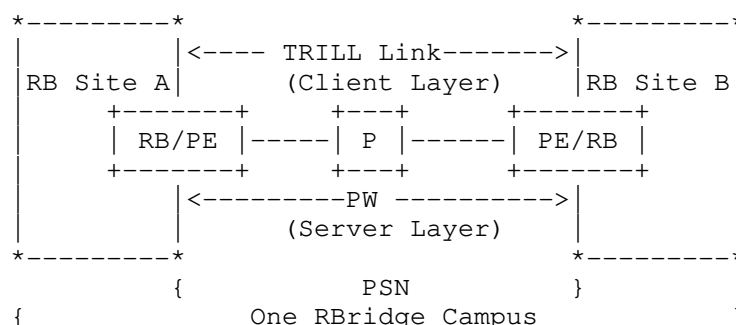 *---------*                         *---------*
|         |<---- TRILL Link------->|
|RB Site A|      (Client Layer)    |RB Site B
|     +-------+     +---+      +-------+
|     | RB/PE |-----| P |------| PE/RB |
|     +-------+     +---+      +-------+
|         |<---------PW ---------->|
|         |      (Server Layer)    |
*---------*                         *---------*
{ PSN }
{ One RBridge Campus }